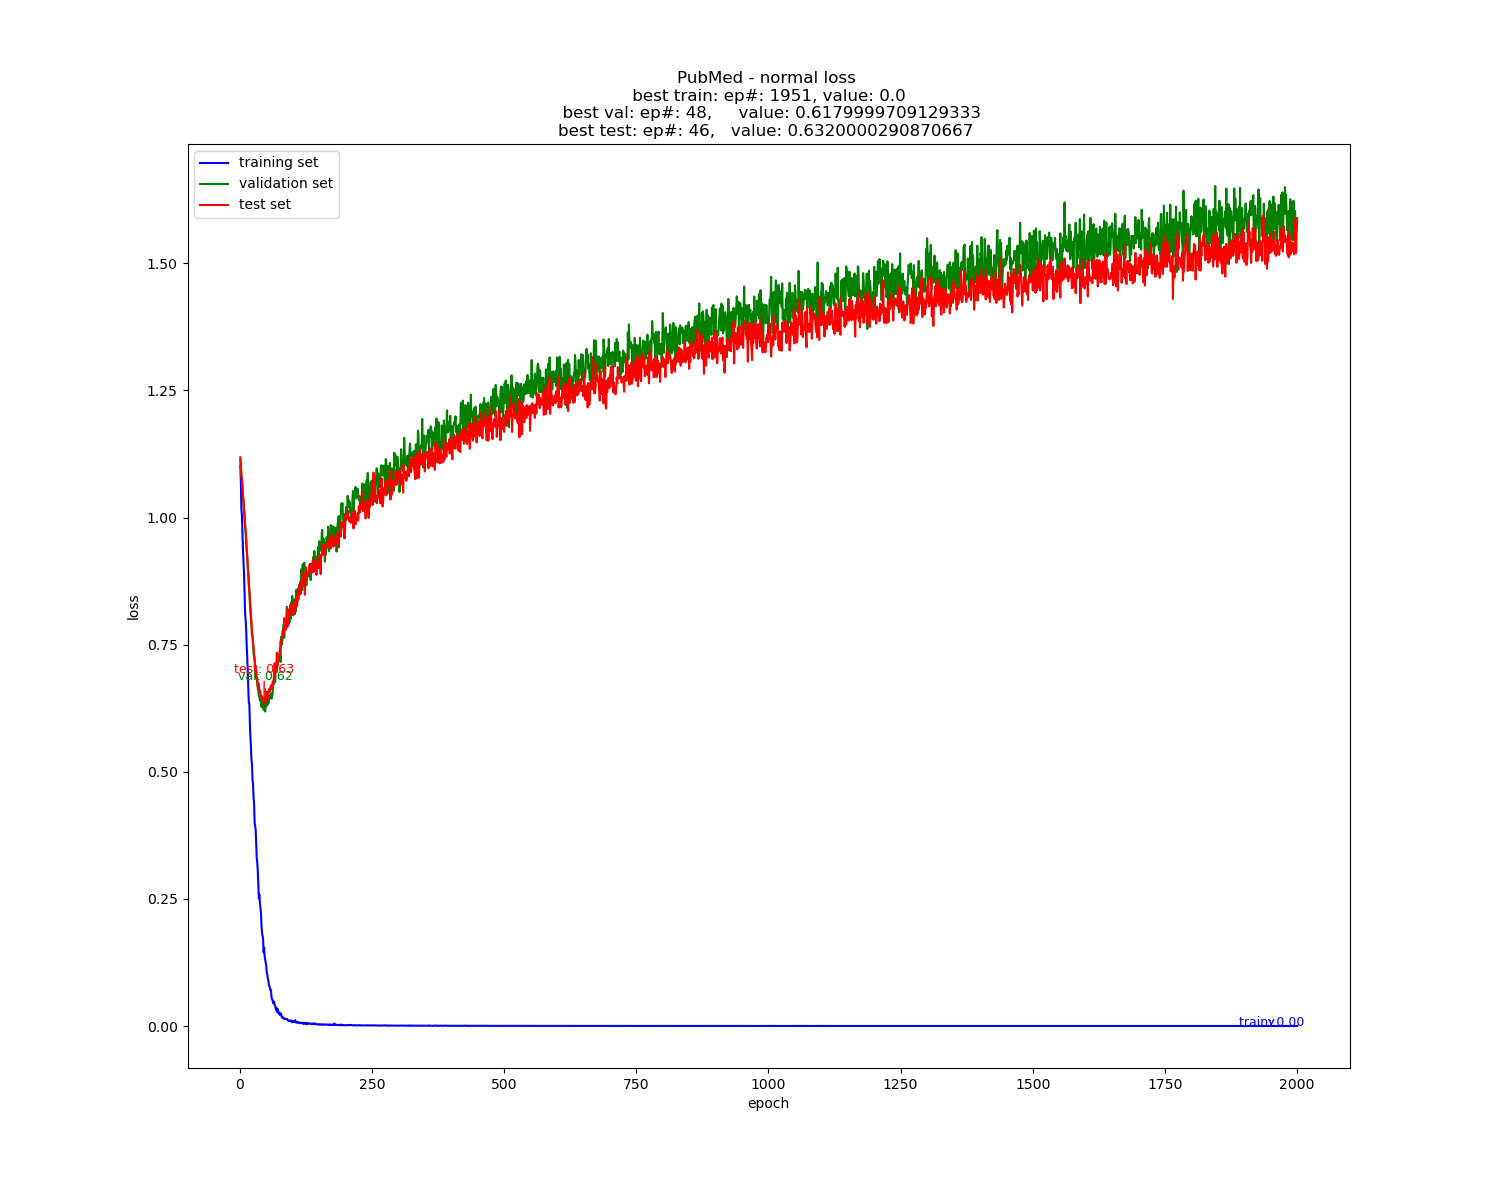 PubMed - normal loss
best train: ep#: 1951, value: 0.0
best val: ep#: 48, value: 0.6179999709129333
best test: ep#: 46, value: 0.6320000290870667
training set
validation set
test set
1.50
1.25
1.00
0.75
0.50
0.25
0.00
loss
test: 0.63
val: 0.62
train: 0.00
0 250 500 750 1000 1250 1500 1750 2000
epoch